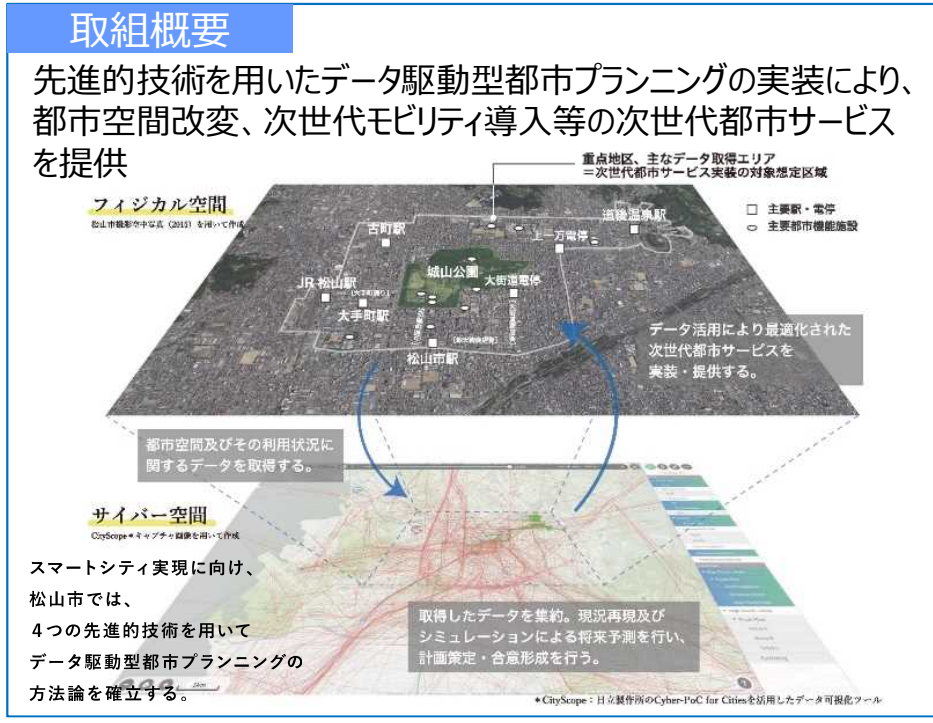 取組概要
先進的技術を用いたデータ駆動型都市プランニングの実装により、
都市空間改変、次世代モビリティ導入等の次世代都市サービス
を提供
重点地区、主なデータ取得エリア
＝次世代都市サービス実装の対象想定区域
フィジカル空間
松山市撮影空中写真（2015）を用いて作成
□ 主要駅・電停
○ 主要都市機能施設
道後温泉駅
上一万電停
古町駅
城山公園
大街道電停
JR 松山駅
大手町駅
松山市駅
データ活用により最適化された
次世代都市サービスを
実装・提供する。
都市空間及びその利用状況に
関するデータを取得する。
サイバー空間
CityScope＊キャプチャ画像を用いて作成
スマートシティ実現に向け、
松山市では、
４つの先進的技術を用いて
データ駆動型都市プランニングの
方法論を確立する。
取得したデータを集約。現況再現及び
シミュレーションによる将来予測を行い、
計画策定・合意形成を行う。
＊CityScope：日立製作所のCyber-PoC for Citiesを活用したデータ可視化ツール